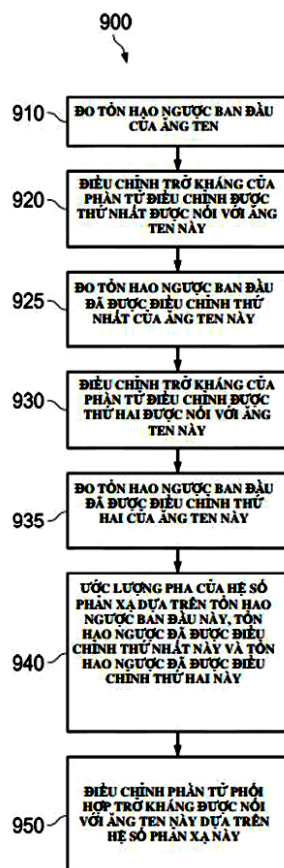 900
910
ĐO TỔN HAO NGƯỢC BAN ĐẦU
CỦA ĂNG TEN
920
ĐIỀU CHỈNH TRỞ KHÁNG CỦA
PHẦN TỬ ĐIỀU CHỈNH ĐƯỢC
THỨ NHẤT ĐƯỢC NỐI VỚI ĂNG
TEN NÀY
925
ĐO TỔN HAO NGƯỢC BAN ĐẦU
ĐÃ ĐƯỢC ĐIỀU CHỈNH THỨ
NHẤT CỦA ĂNG TEN NÀY
930
ĐIỀU CHỈNH TRỞ KHÁNG CỦA
PHẦN TỬ ĐIỀU CHỈNH ĐƯỢC
THỨ HAI ĐƯỢC NỐI VỚI ĂNG
TEN NÀY
935
ĐO TỔN HAO NGƯỢC BAN ĐẦU
ĐÃ ĐƯỢC ĐIỀU CHỈNH THỨ
HAI CỦA ĂNG TEN NÀY
940
ƯỚC LƯỢNG PHA CỦA HỆ SỐ
PHẢN XẠ DỰA TRÊN TỔN HAO
NGƯỢC BAN ĐẦU NÀY, TỔN
HAO NGƯỢC ĐÃ ĐƯỢC ĐIỀU
CHỈNH THỨ NHẤT NÀY VÀ TỔN
HAO NGƯỢC ĐÃ ĐƯỢC ĐIỀU
CHỈNH THỨ HAI NÀY
950
ĐIỀU CHỈNH PHẦN TỬ PHỐI
HỢP TRỞ KHÁNG ĐƯỢC NỐI
VỚI ĂNG TEN NÀY DỰA TRÊN
HỆ SỐ PHẢN XẠ NÀY